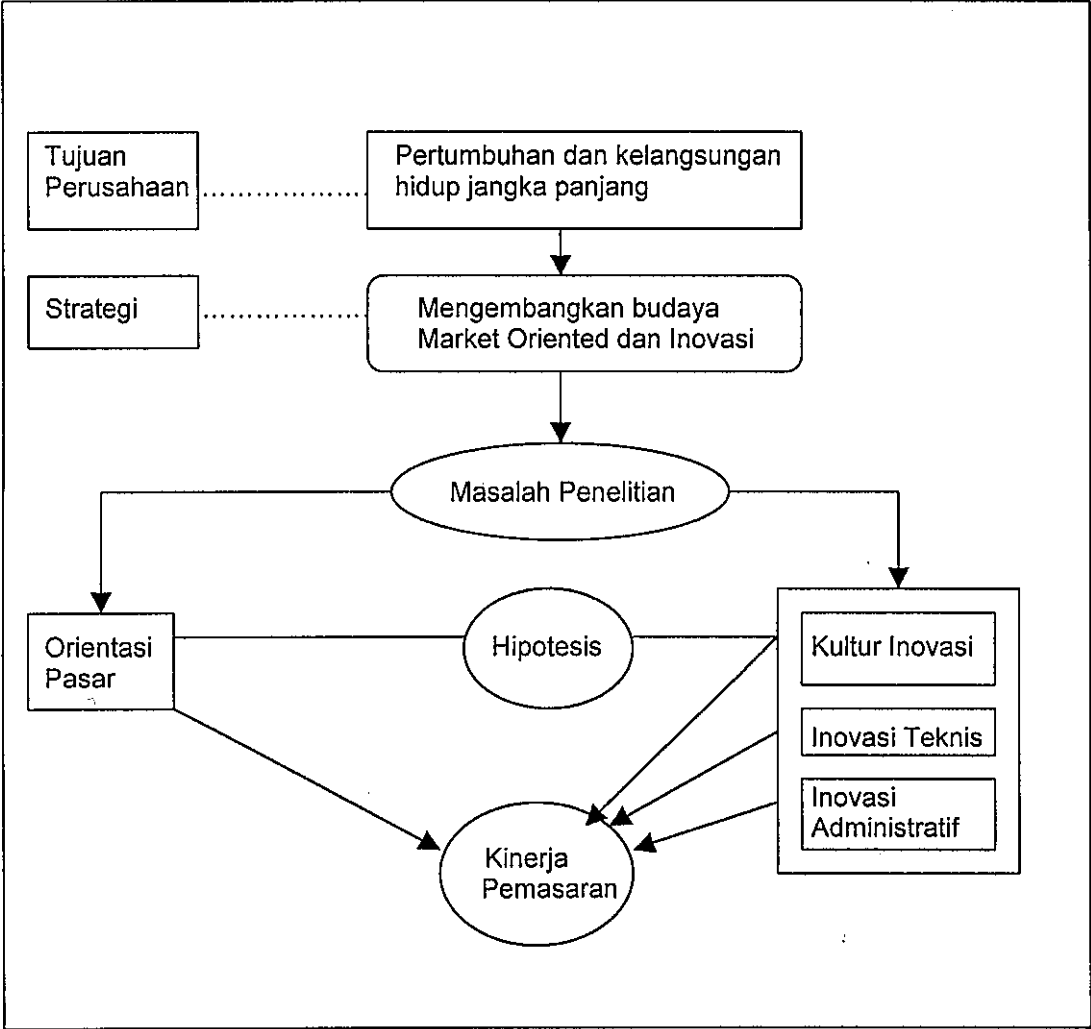 Tujuan
Perusahaan
Pertumbuhan dan kelangsungan
hidup jangka panjang
Strategi
Mengembangkan budaya
Market Oriented dan Inovasi
Masalah Penelitian
Orientasi
Pasar
Hipotesis
Kultur Inovasi
Inovasi Teknis
Inovasi
Administratif
Kinerja
Pemasaran